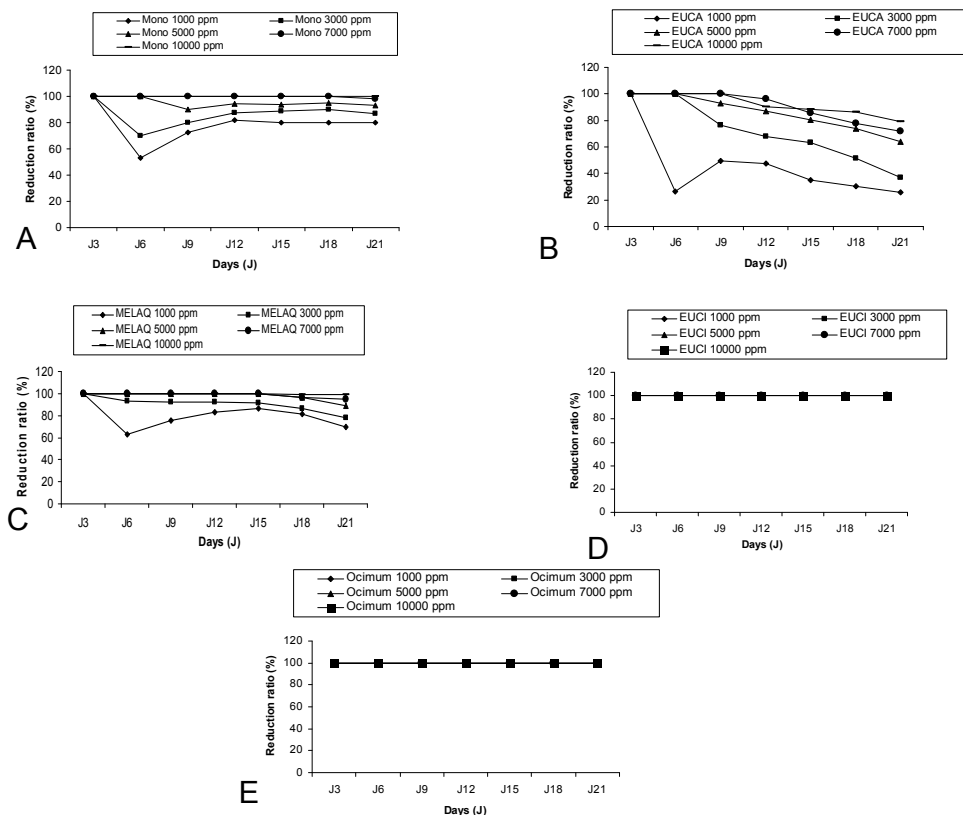 Mono 1000 ppm Mono 3000 ppm
Mono 5000 ppm Mono 7000 ppm
Mono 10000 ppm
Reduction ratio (%)
120
100
80
60
40
20
0
J3 J6 J9 J12 J15 J18 J21
Days (J)
A
EUCA 1000 ppm EUCA 3000 ppm
EUCA 5000 ppm EUCA 7000 ppm
EUCA 10000 ppm
Reduction ratio (%)
120
100
80
60
40
20
0
J3 J6 J9 J12 J15 J18 J21
Days (J)
B
MELAQ 1000 ppm MELAQ 3000 ppm
MELAQ 5000 ppm MELAQ 7000 ppm
MELAQ 10000 ppm
Reduction ratio (%)
120
100
80
60
40
20
0
J3 J6 J9 J12 J15 J18 J21
Days (J)
C
EUCI 1000 ppm EUCI 3000 ppm
EUCI 5000 ppm EUCI 7000 ppm
EUCI 10000 ppm
Reduction ratio (%)
120
100
80
60
40
20
0
J3 J6 J9 J12 J15 J18 J21
Days (J)
D
Ocimum 1000 ppm Ocimum 3000 ppm
Ocimum 5000 ppm Ocimum 7000 ppm
Ocimum 10000 ppm
Reduction ratio (%)
120
100
80
60
40
20
0
J3 J6 J9 J12 J15 J18 J21
Days (J)
E